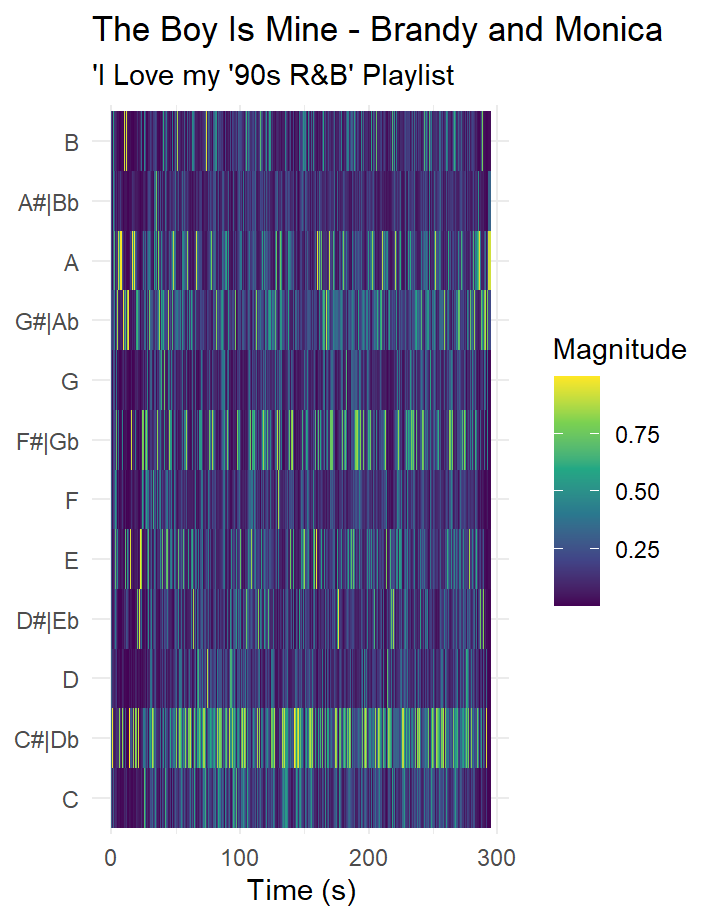 The Boy Is Mine - Brandy and Monica
'I Love my '90s R&B' Playlist
B
A#|Bb
A
G#|Ab
G
F#|Gb
F
E
D#|Eb
D
C#|Db
C
0 100 200 300
Time (s)
Magnitude
0.75
0.50
0.25